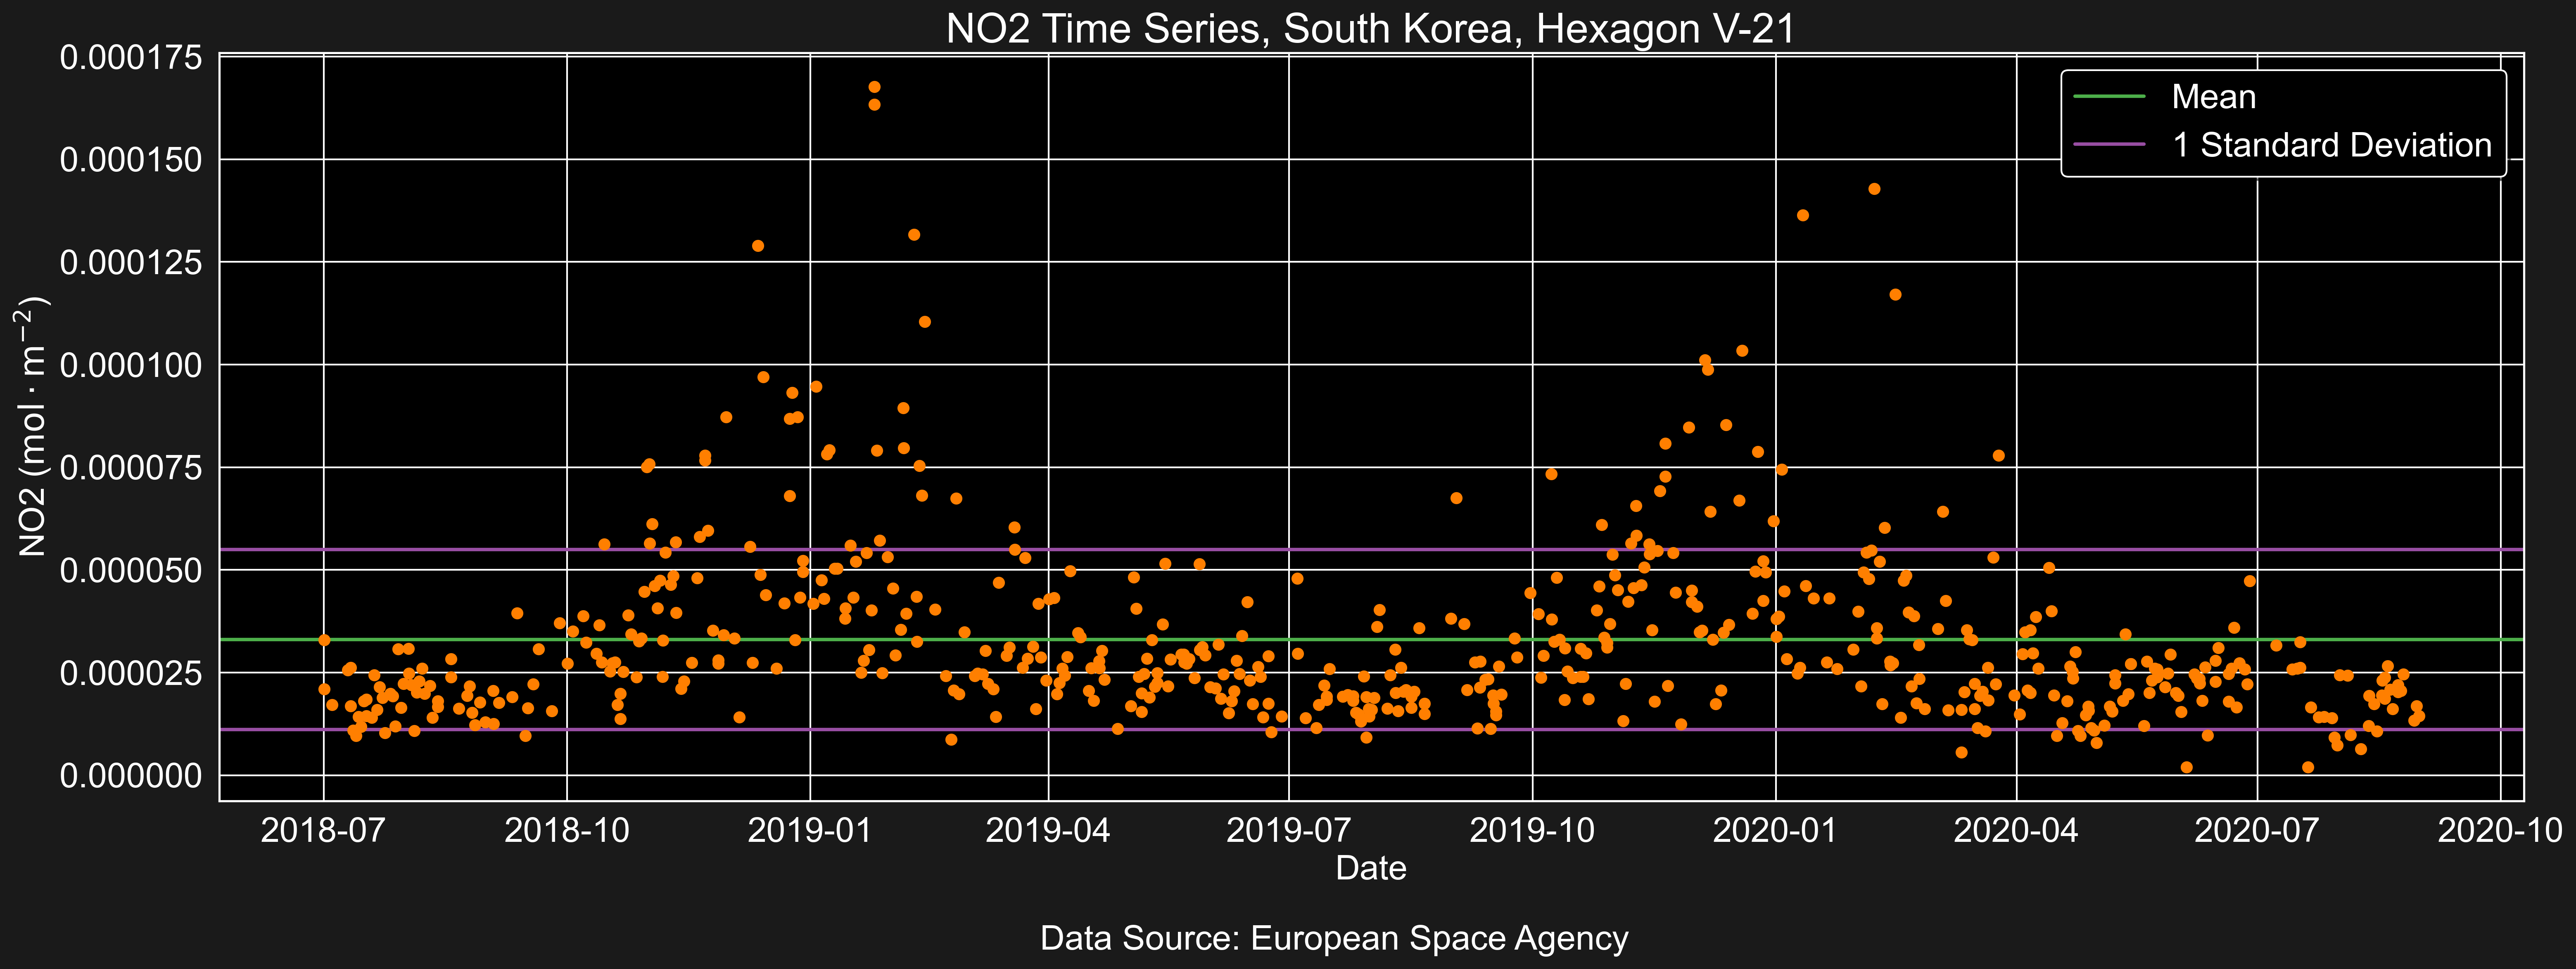 NO2 Time Series, South Korea, Hexagon V-21
0.000175
0.000150
0.000125
0.000100
0.000075
0.000050
0.000025
0.000000
NO2 (mol · m⁻²)
Mean
1 Standard Deviation
2018-07 2018-10 2019-01 2019-04 2019-07 2019-10 2020-01 2020-04 2020-07 2020-10
Date
Data Source: European Space Agency